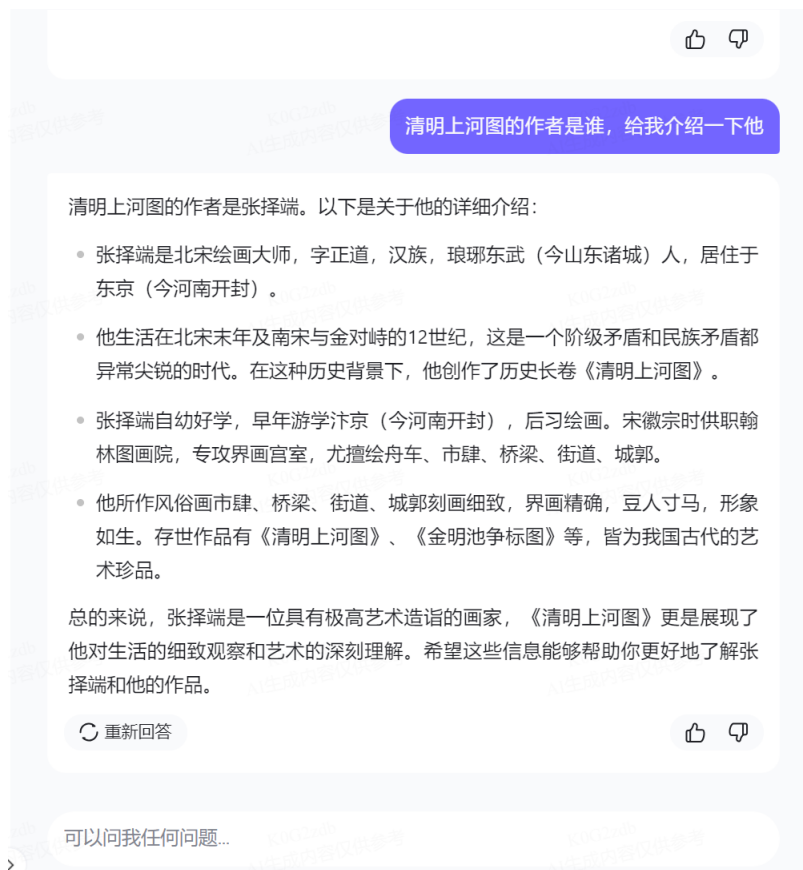 清明上河图的作者是谁，给我介绍一下他
清明上河图的作者是张择端。以下是关于他的详细介绍：
张择端是北宋绘画大师，字正道，汉族，琅琊东武（今山东诸城）人，居住于
东京（今河南开封）。
他生活在北宋末年及南宋与金对峙的12世纪，这是一个阶级矛盾和民族矛盾都
异常尖锐的时代。在这种历史背景下，他创作了历史长卷《清明上河图》。
张择端自幼好学，早年游学汴京（今河南开封），后习绘画。宋徽宗时供职翰
林图画院，专攻界画宫室，尤擅绘舟车、市肆、桥梁、街道、城郭。
他所作风俗画市肆、桥梁、街道、城郭刻画细致，界画精确，豆人寸马，形象
如生。存世作品有《清明上河图》、《金明池争标图》等，皆为我国古代的艺
术珍品。
总的来说，张择端是一位具有极高艺术造诣的画家，《清明上河图》更是展现了
他对生活的细致观察和艺术的深刻理解。希望这些信息能够帮助你更好地了解张
择端和他的作品。
重新回答
可以问我任何问题...
AI生成内容仅供参考